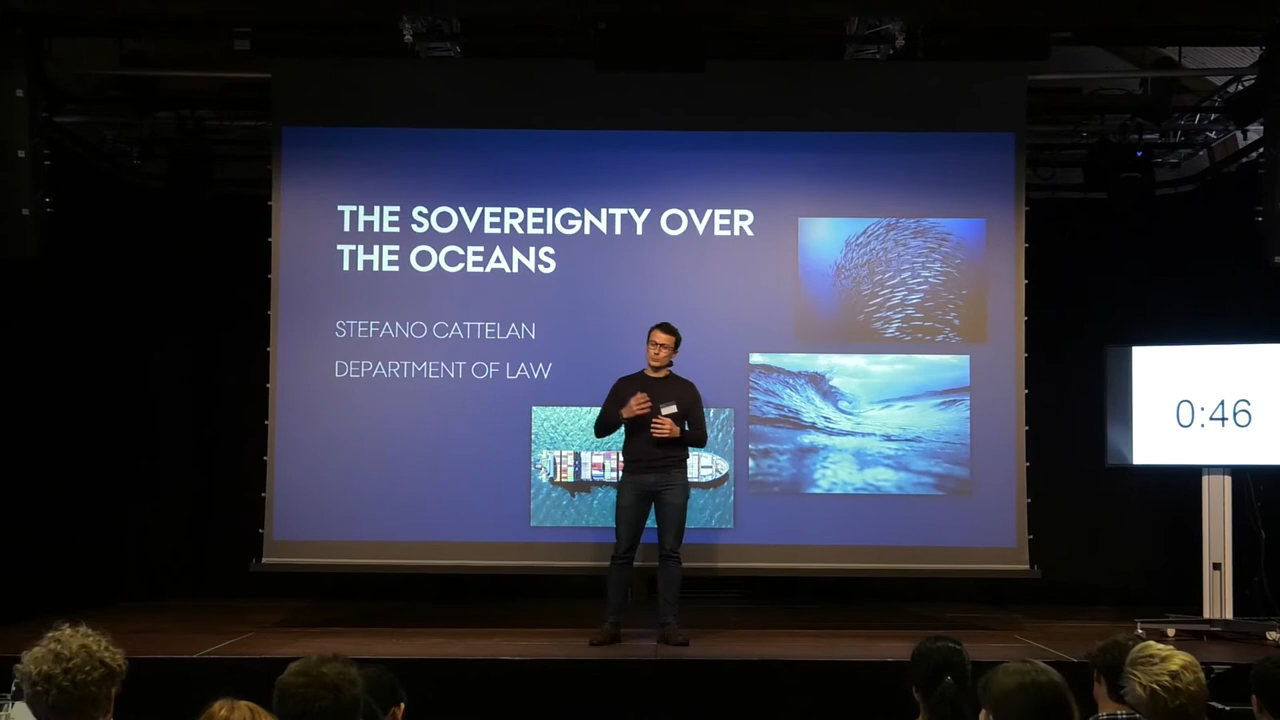 THE SOVEREIGNTY OVER
THE OCEANS
STEFANO CATTELAN
DEPARTMENT OF LAW
0:46